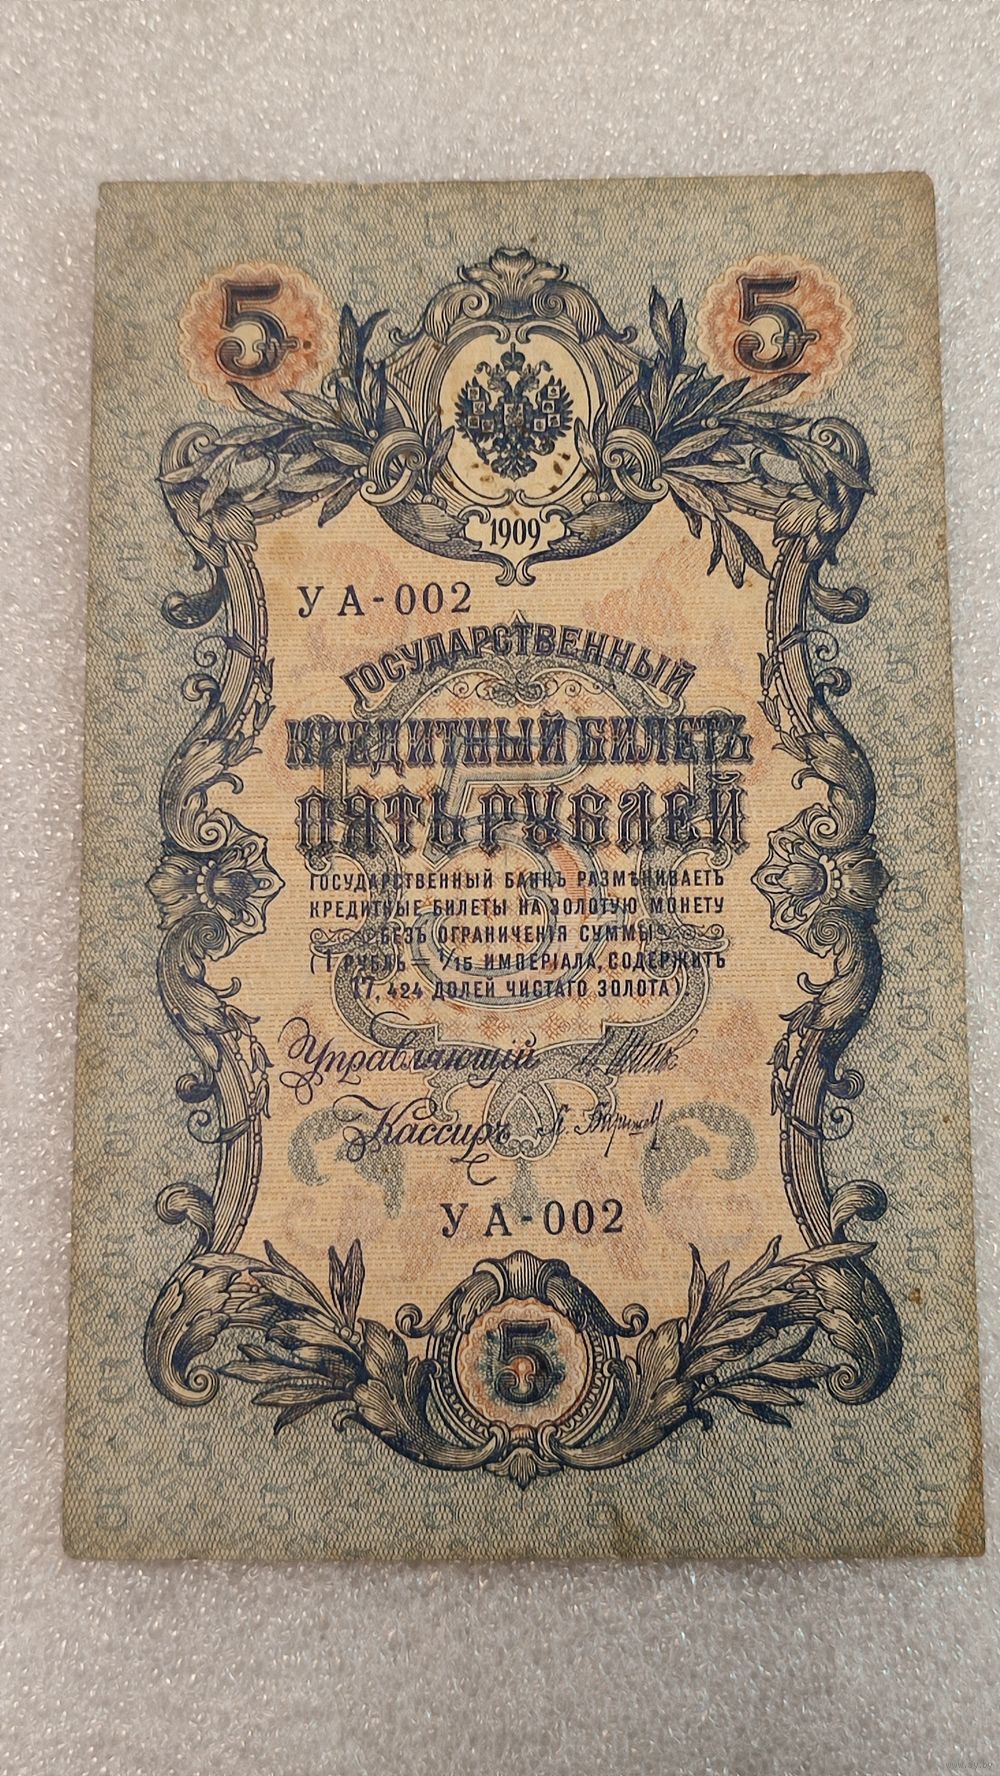 5 5
1909
УА-002
ГОСУДАРСТВЕННЫЙ
КРЕДИТНЫЙ БИЛЕТЪ
ПЯТЬ РУБЛЕЙ
5
ГОСУДАРСТВЕННЫЙ БАНКЪ РАЗМѢНИВАЕТЪ
КРЕДИТНЫЕ БИЛЕТЫ НА ЗОЛОТУЮ МОНЕТУ
БЕЗЪ ОГРАНИЧЕНІЯ СУММЫ
(1 РУБЛЬ = 1/15 ИМПЕРІАЛА, СОДЕРЖИТЪ
17,424 ДОЛЕЙ ЧИСТАГО ЗОЛОТА).
Управляющій
Кассиръ
УА-002
5